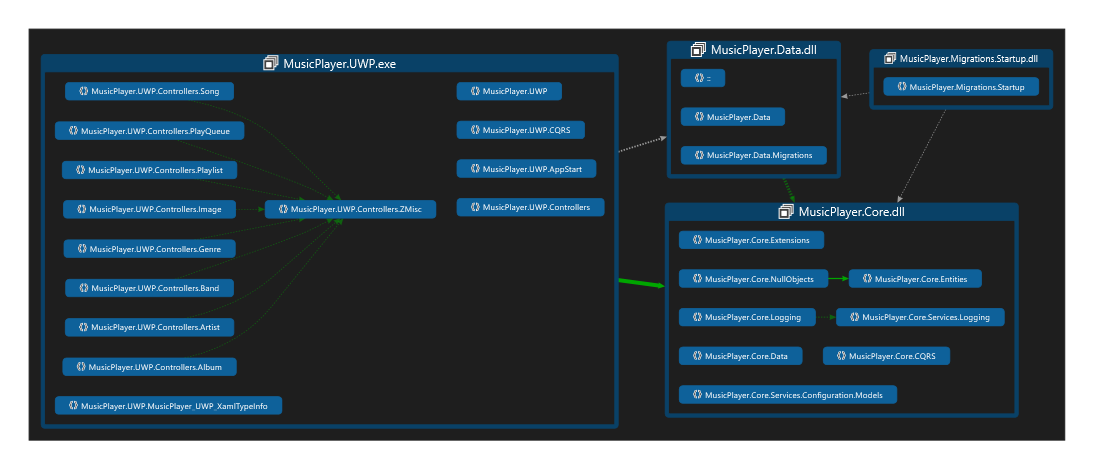 MusicPlayer.UWP.exe
MusicPlayer.UWP.Controllers.Song
MusicPlayer.UWP.Controllers.PlayQueue
MusicPlayer.UWP.Controllers.Playlist
MusicPlayer.UWP.Controllers.Image
MusicPlayer.UWP.Controllers.Genre
MusicPlayer.UWP.Controllers.Band
MusicPlayer.UWP.Controllers.Artist
MusicPlayer.UWP.Controllers.Album
MusicPlayer.UWP.MusicPlayer_UWP_XamlTypeInfo
MusicPlayer.UWP.Controllers.ZMisc
MusicPlayer.UWP
MusicPlayer.UWP.CQRS
MusicPlayer.UWP.AppStart
MusicPlayer.UWP.Controllers
MusicPlayer.Data.dll
::
MusicPlayer.Data
MusicPlayer.Data.Migrations
MusicPlayer.Migrations.Startup.dll
MusicPlayer.Migrations.Startup
MusicPlayer.Core.dll
MusicPlayer.Core.Extensions
MusicPlayer.Core.NullObjects
MusicPlayer.Core.Entities
MusicPlayer.Core.Logging
MusicPlayer.Core.Services.Logging
MusicPlayer.Core.Data
MusicPlayer.Core.CQRS
MusicPlayer.Core.Services.Configuration.Models